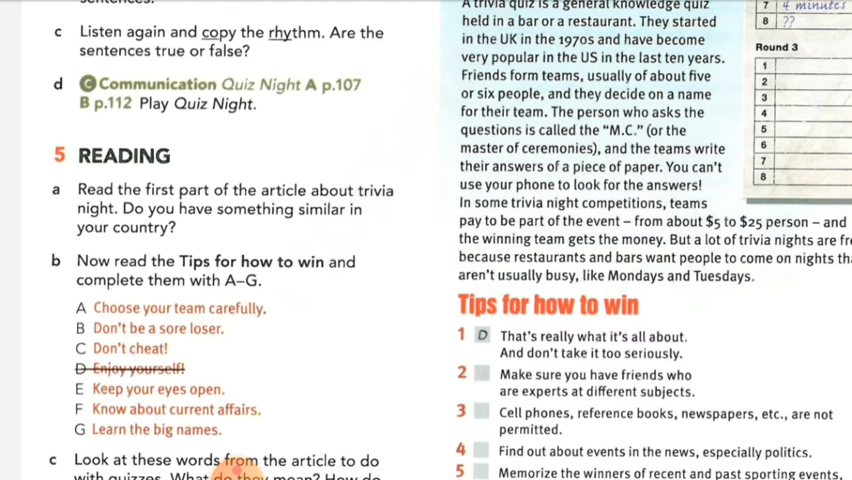 c Listen again and copy the rhythm. Are the
sentences true or false?
d C Communication Quiz Night A p.107
B p.112 Play Quiz Night.
5 READING
a Read the first part of the article about trivia
night. Do you have something similar in
your country?
b Now read the Tips for how to win and
complete them with A–G.
A Choose your team carefully.
B Don't be a sore loser.
C Don't cheat!
D Enjoy yourself!
E Keep your eyes open.
F Know about current affairs.
G Learn the big names.
c Look at these words from the article to do
with quizzes. What do they mean? How do
A trivia quiz is a general knowledge quiz
held in a bar or a restaurant. They started
in the UK in the 1970s and have become
very popular in the US in the last ten years.
Friends form teams, usually of about five
or six people, and they decide on a name
for their team. The person who asks the
questions is called the “M.C.” (or the
master of ceremonies), and the teams write
their answers of a piece of paper. You can't
use your phone to look for the answers!
In some trivia night competitions, teams
pay to be part of the event – from about $5 to $25 person – and
the winning team gets the money. But a lot of trivia nights are fre
because restaurants and bars want people to come on nights tha
aren't usually busy, like Mondays and Tuesdays.
Tips for how to win
1 D That's really what it's all about.
And don't take it too seriously.
2 Make sure you have friends who
are experts at different subjects.
3 Cell phones, reference books, newspapers, etc., are not
permitted.
4 Find out about events in the news, especially politics.
5 Memorize the winners of recent and past sporting events,
7 4 minutes
8 ??
Round 3
1
2
3
4
5
6
7
8